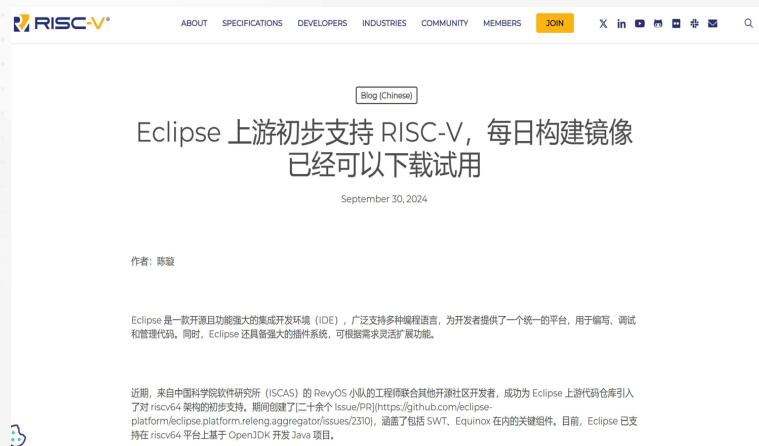 RISC-V®
ABOUT SPECIFICATIONS DEVELOPERS INDUSTRIES COMMUNITY MEMBERS JOIN
Blog (Chinese)
Eclipse 上游初步支持 RISC-V，每日构建镜像
已经可以下载试用
September 30, 2024
作者：陈璇
Eclipse 是一款开源且功能强大的集成开发环境（IDE），广泛支持多种编程语言，为开发者提供了一个统一的平台，用于编写、调试
和管理代码。同时，Eclipse 还具备强大的插件系统，可根据需求灵活扩展功能。
近期，来自中国科学院软件研究所（ISCAS）的 RevyOS 小队的工程师联合其他开源社区开发者，成功为 Eclipse 上游代码仓库引入
了对 riscv64 架构的初步支持。期间创建了[二十余个 Issue/PR](https://github.com/eclipse-
platform/eclipse.platform.releng.aggregator/issues/2310)，涵盖了包括 SWT、Equinox 在内的关键组件。目前，Eclipse 已支
持在 riscv64 平台上基于 OpenJDK 开发 Java 项目。